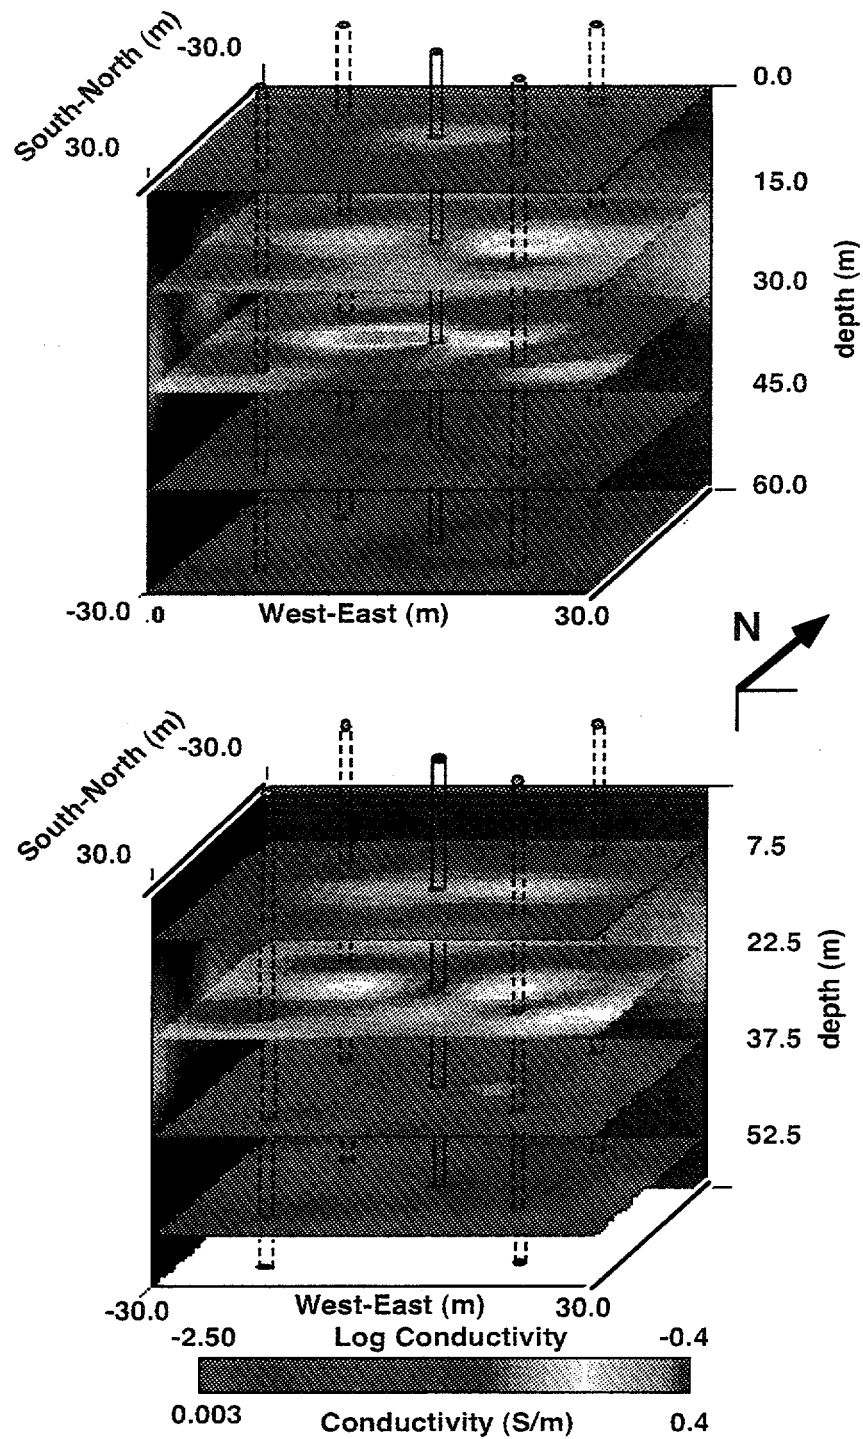 South-North (m)
-30.0
30.0
0.0
15.0
30.0
45.0
60.0
depth (m)
-30.0 .0
West-East (m)
30.0
N
South-North (m)
-30.0
30.0
7.5
22.5
37.5
52.5
depth (m)
-30.0
West-East (m)
30.0
-2.50
Log Conductivity
-0.4
0.003
Conductivity (S/m)
0.4